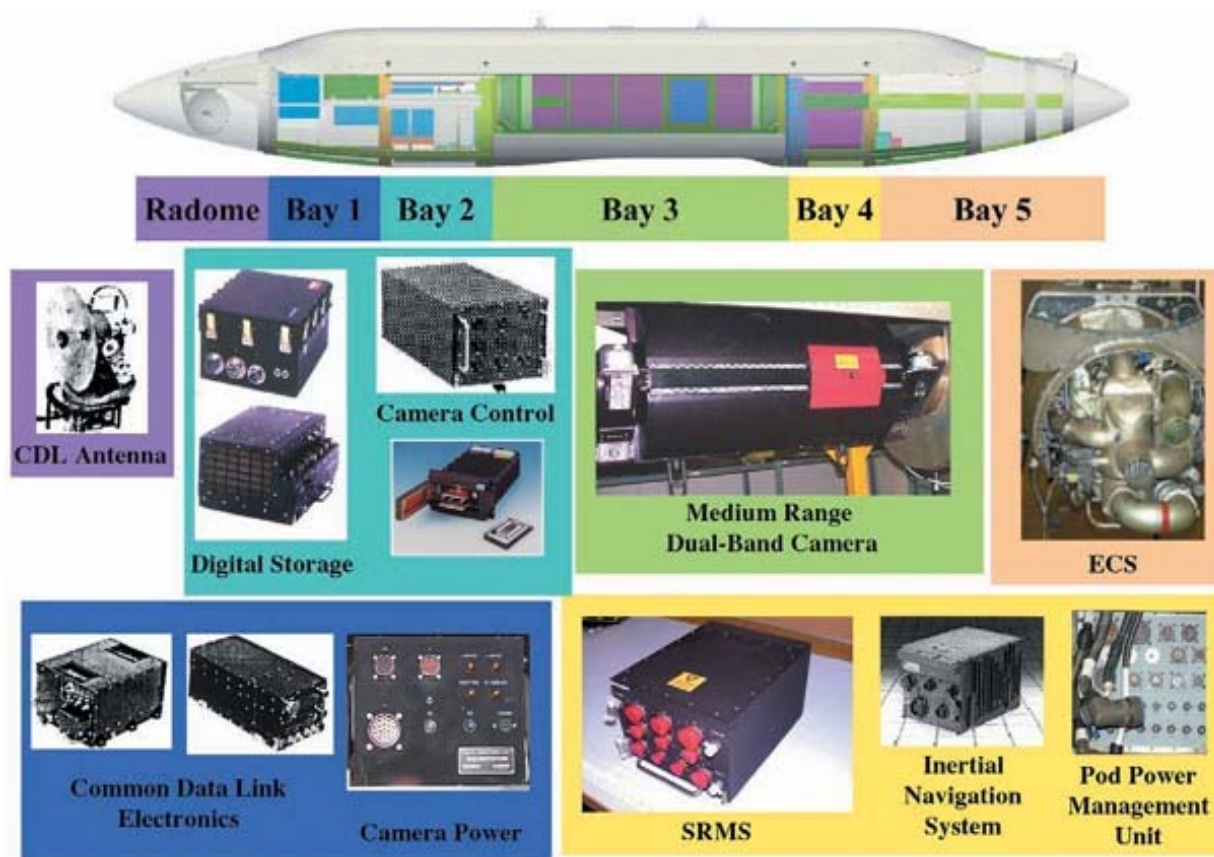 Radome Bay 1 Bay 2 Bay 3 Bay 4 Bay 5
CDL Antenna
Camera Control
Digital Storage
Medium Range
Dual-Band Camera
ECS
Common Data Link
Electronics
Camera Power
SRMS
Inertial
Navigation
System
Pod Power
Management
Unit